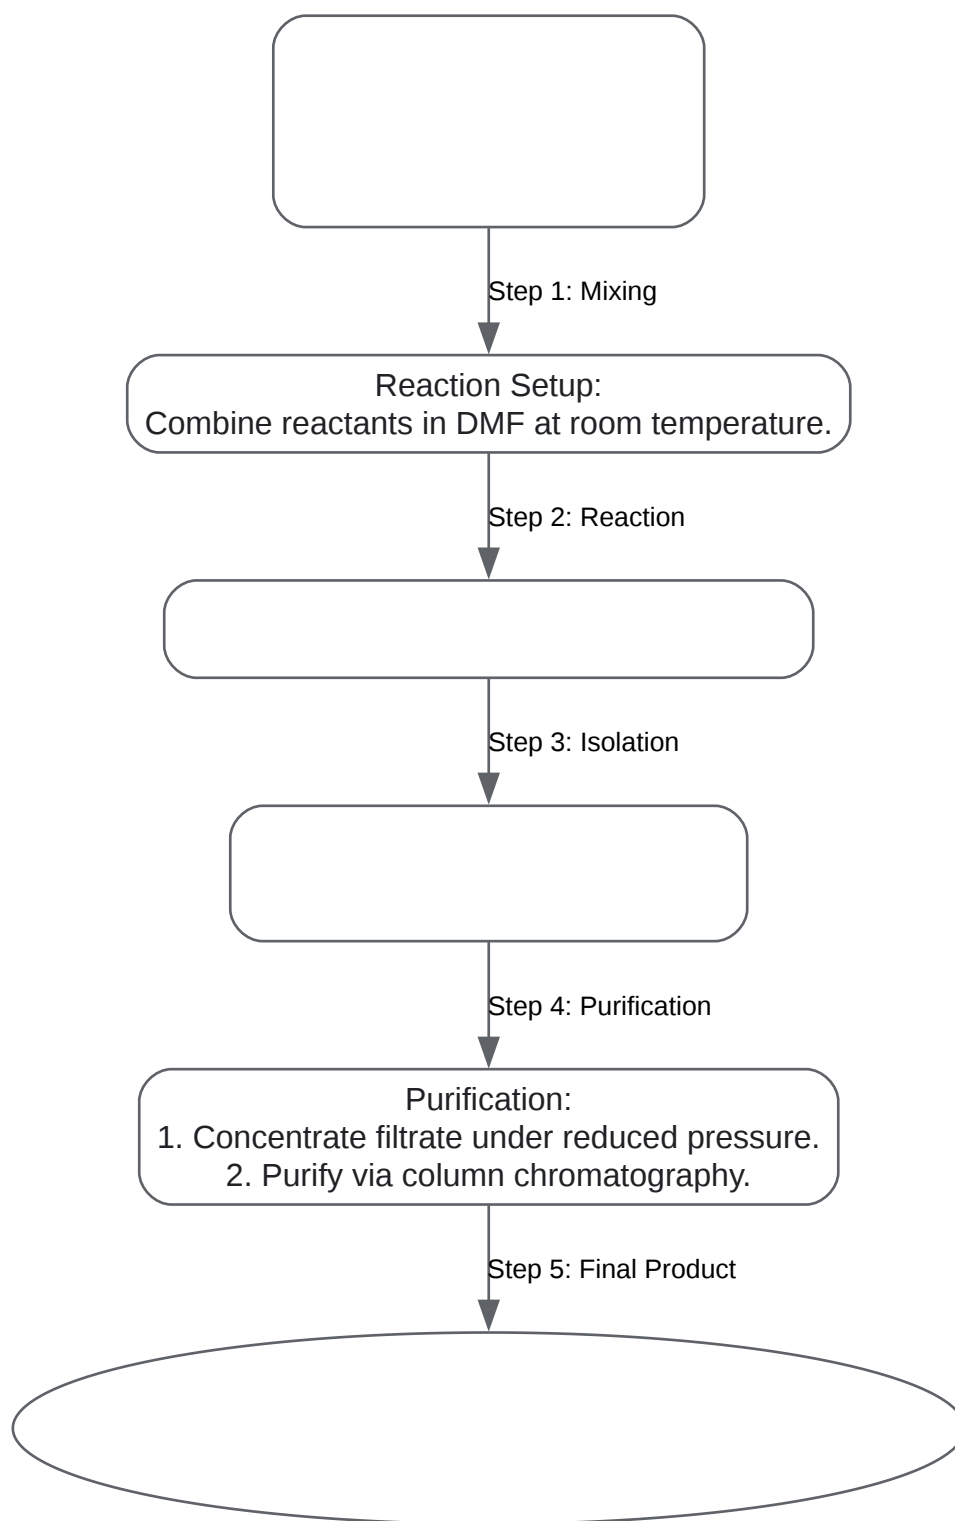 Step 1: Mixing
Reaction Setup:
Combine reactants in DMF at room temperature.
Step 2: Reaction
Step 3: Isolation
Step 4: Purification
Purification:
1. Concentrate filtrate under reduced pressure.
2. Purify via column chromatography.
Step 5: Final Product